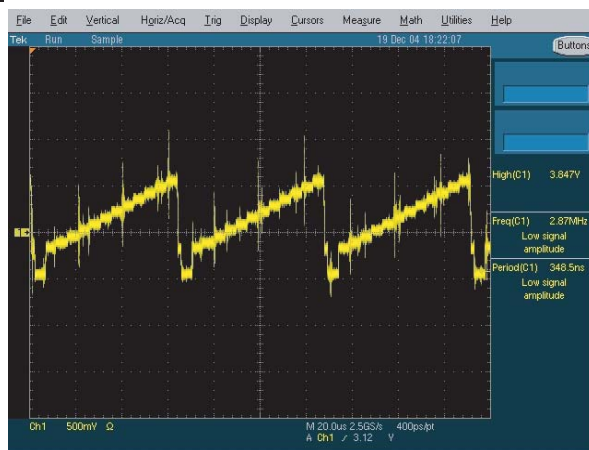 File Edit Vertical Horiz/Acq Trig Display Cursors Measure Math Utilities Help
Tek Run Sample 19 Dec 04 18:22:07 Buttons
High(C1) 3.847V
Freq(C1) 2.87MHz
Low signal
amplitude
Period(C1) 348.5ns
Low signal
amplitude
1
Ch1 500mV Ω M 20.0us 2.5GS/s 400ps/pt
A Ch1 ∕ 3.12 V